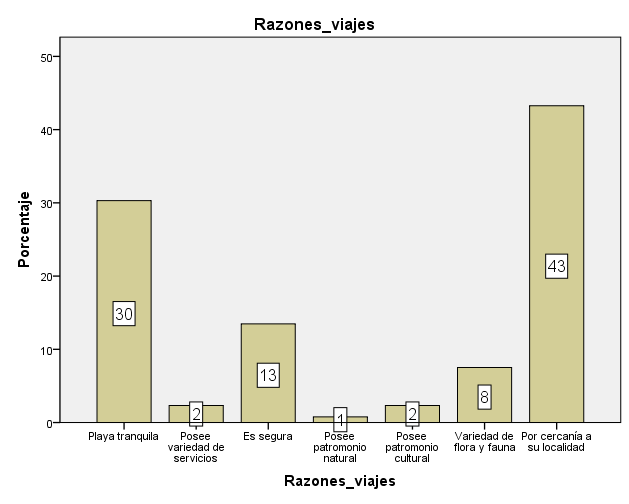 Razones_viajes
Porcentaje
50
40
30
20
10
0
30
2
13
1
2
8
43
Playa tranquila
Posee
variedad de
servicios
Es segura
Posee
patromonio
natural
Posee
patromonio
cultural
Variedad de
flora y fauna
Por cercanía a
su localidad
Razones_viajes